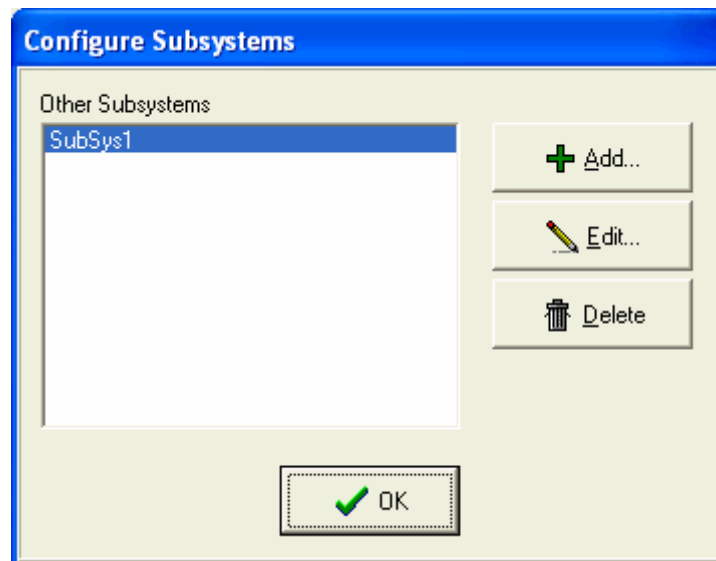 Configure Subsystems
Other Subsystems
SubSys1
Add...
Edit...
Delete
OK